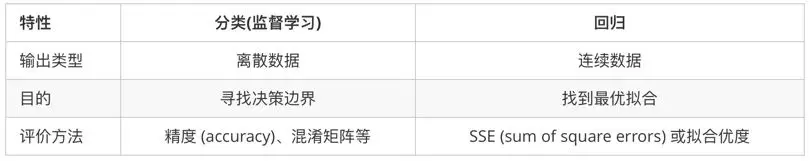 特性 分类(监督学习) 回归
输出类型 离散数据 连续数据
目的 寻找决策边界 找到最优拟合
评价方法 精度 (accuracy)、混淆矩阵等 SSE (sum of square errors) 或拟合优度